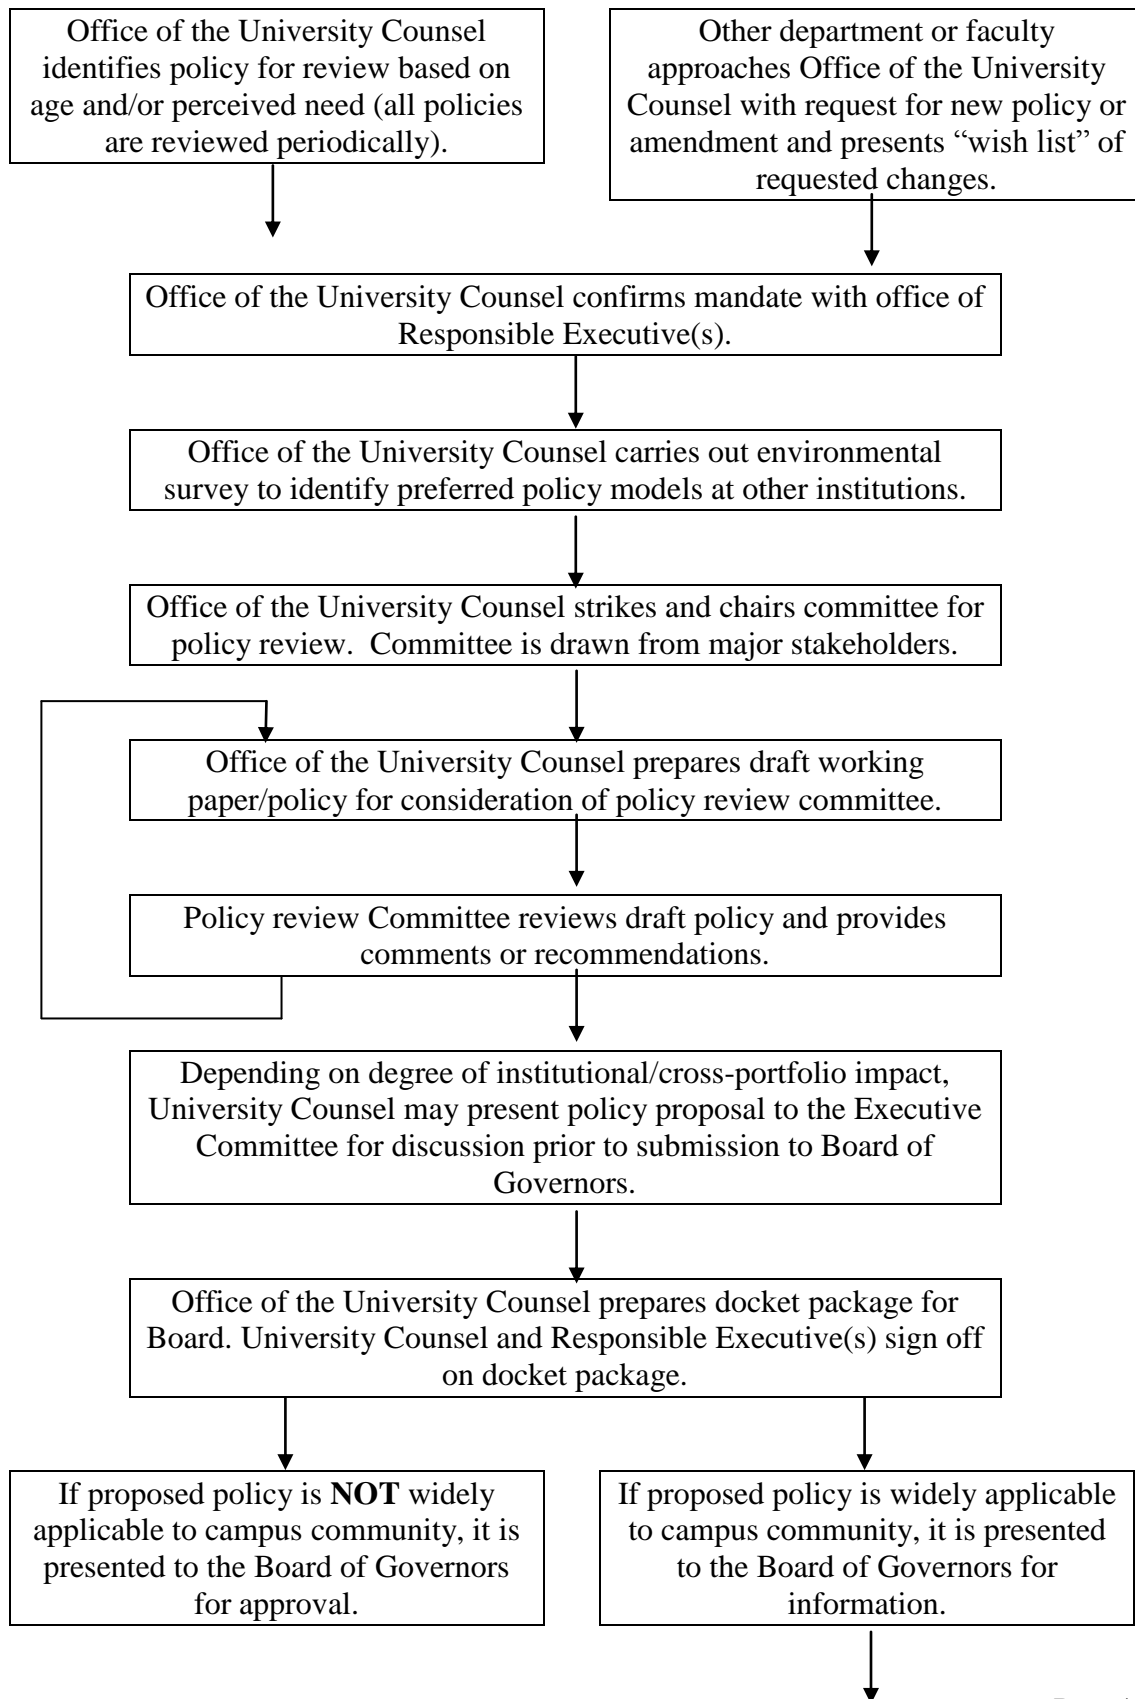 Office of the University Counsel
identifies policy for review based on
age and/or perceived need (all policies
are reviewed periodically).
Other department or faculty
approaches Office of the University
Counsel with request for new policy or
amendment and presents “wish list” of
requested changes.
Office of the University Counsel confirms mandate with office of
Responsible Executive(s).
Office of the University Counsel carries out environmental
survey to identify preferred policy models at other institutions.
Office of the University Counsel strikes and chairs committee for
policy review.  Committee is drawn from major stakeholders.
Office of the University Counsel prepares draft working
paper/policy for consideration of policy review committee.
Policy review Committee reviews draft policy and provides
comments or recommendations.
Depending on degree of institutional/cross-portfolio impact,
University Counsel may present policy proposal to the Executive
Committee for discussion prior to submission to Board of
Governors.
Office of the University Counsel prepares docket package for
Board. University Counsel and Responsible Executive(s) sign off
on docket package.
If proposed policy is NOT widely
applicable to campus community, it is
presented to the Board of Governors
for approval.
If proposed policy is widely applicable
to campus community, it is presented
to the Board of Governors for
information.